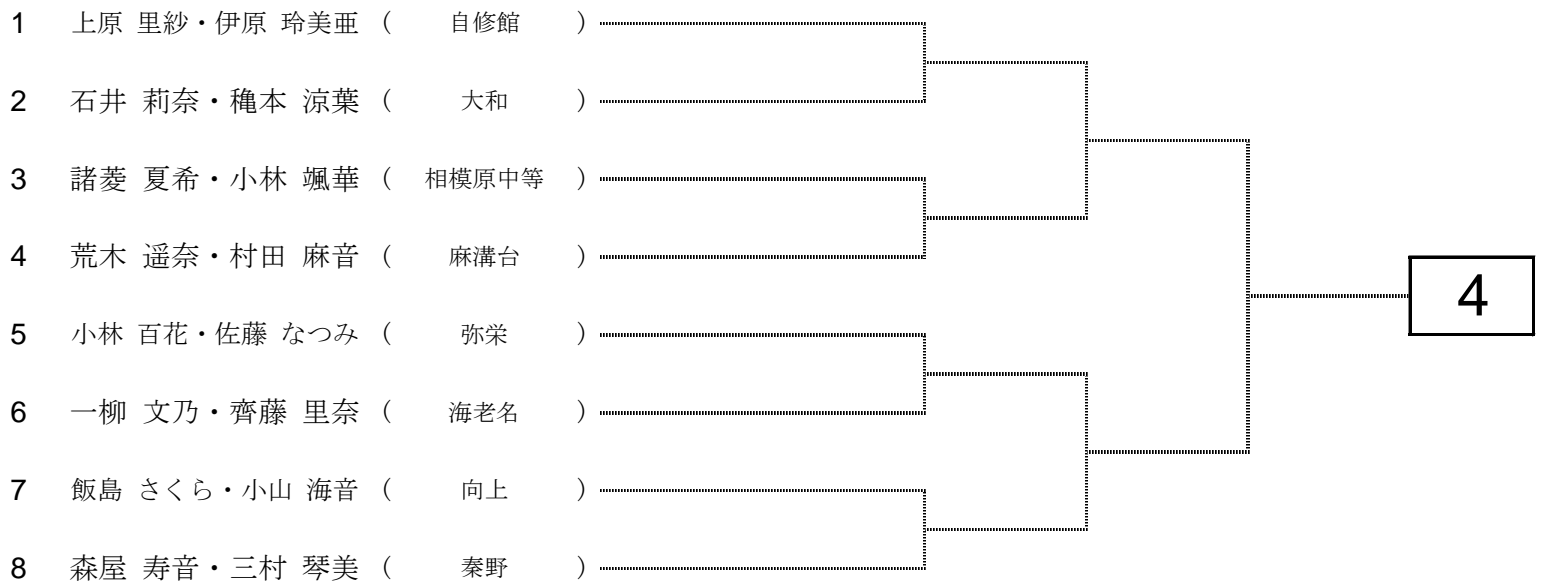 1 上原 里紗・伊原 玲美亜 ( 自修館 )
2 石井 莉奈・穐本 涼葉 ( 大和 )
3 諸菱 夏希・小林 颯華 ( 相模原中等 )
4 荒木 遥奈・村田 麻音 ( 麻溝台 )
5 小林 百花・佐藤 なつみ ( 弥栄 )
6 一柳 文乃・齊藤 里奈 ( 海老名 )
7 飯島 さくら・小山 海音 ( 向上 )
8 森屋 寿音・三村 琴美 ( 秦野 )
4